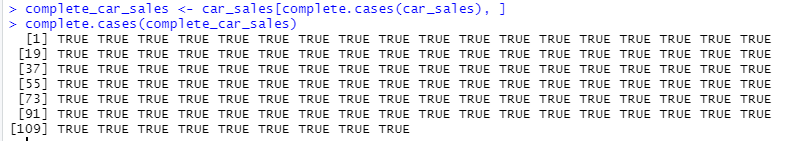 > complete_car_sales <- car_sales[complete.cases(car_sales), ]
> complete.cases(complete_car_sales)
[1] TRUE TRUE TRUE TRUE TRUE TRUE TRUE TRUE TRUE TRUE TRUE TRUE TRUE TRUE TRUE TRUE TRUE TRUE
[19] TRUE TRUE TRUE TRUE TRUE TRUE TRUE TRUE TRUE TRUE TRUE TRUE TRUE TRUE TRUE TRUE TRUE TRUE
[37] TRUE TRUE TRUE TRUE TRUE TRUE TRUE TRUE TRUE TRUE TRUE TRUE TRUE TRUE TRUE TRUE TRUE TRUE
[55] TRUE TRUE TRUE TRUE TRUE TRUE TRUE TRUE TRUE TRUE TRUE TRUE TRUE TRUE TRUE TRUE TRUE TRUE
[73] TRUE TRUE TRUE TRUE TRUE TRUE TRUE TRUE TRUE TRUE TRUE TRUE TRUE TRUE TRUE TRUE TRUE TRUE
[91] TRUE TRUE TRUE TRUE TRUE TRUE TRUE TRUE TRUE TRUE TRUE TRUE TRUE TRUE TRUE TRUE TRUE TRUE
[109] TRUE TRUE TRUE TRUE TRUE TRUE TRUE TRUE TRUE